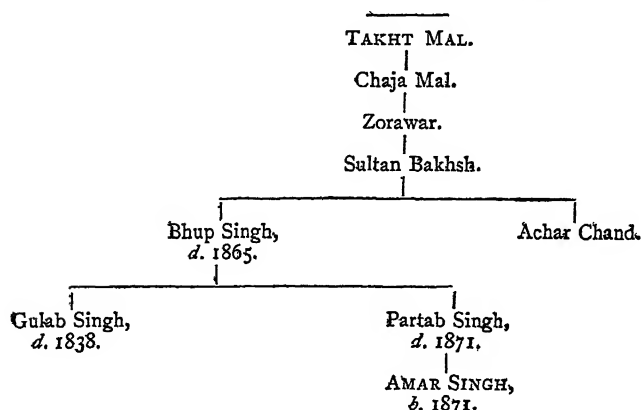 TAKHT MAL.
Chaja Mal.
Zorawar.
Sultan Bakhsh.
Bhup Singh, Achar Chand.
d. 1865.
Gulab Singh, Partab Singh,
d. 1838. d. 1871.
AMAR SINGH,
b. 1871.